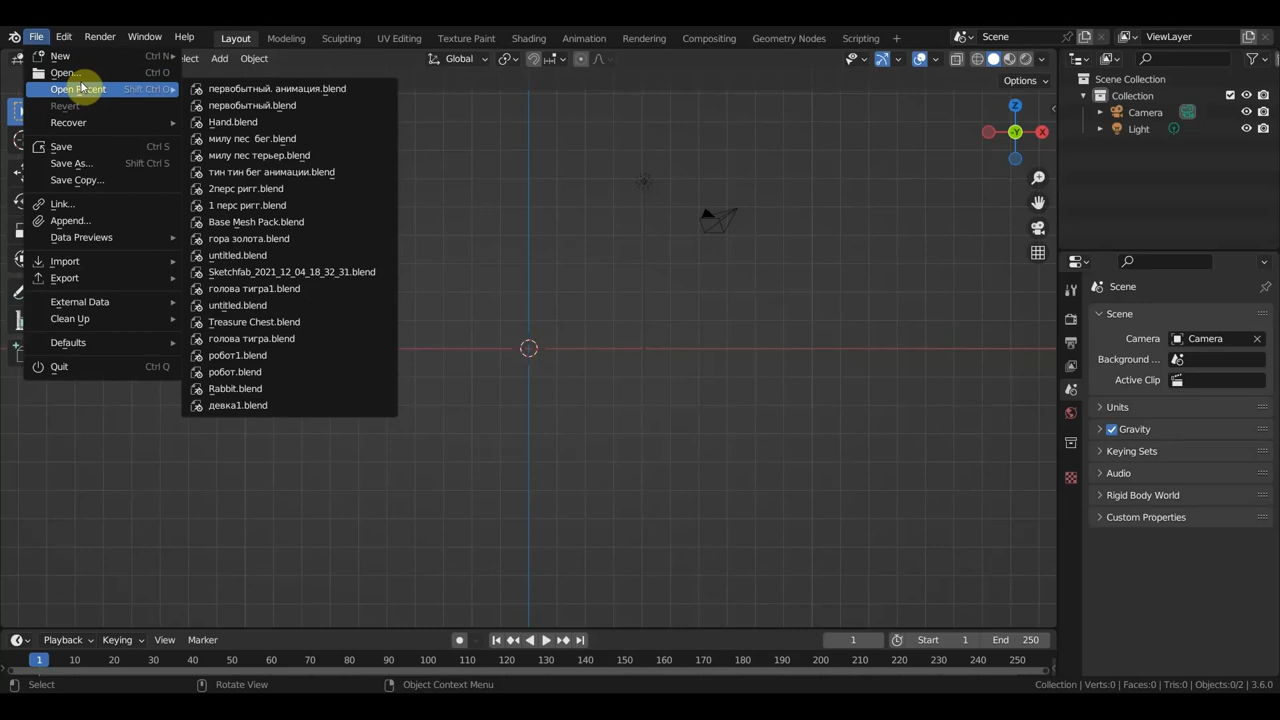 File Edit Render Window Help Layout Modeling Sculpting UV Editing Texture Paint Shading Animation Rendering Compositing Geometry Nodes Scripting Scene ViewLayer
Add Object Global
Options
New Ctrl N
Open... Ctrl O
Open Recent Shift Ctrl O
Revert
Recover
Save Ctrl S
Save As... Shift Ctrl S
Save Copy...
Link...
Append...
Data Previews
Import
Export
External Data
Clean Up
Defaults
Quit Ctrl Q
первобытный. анимация.blend
первобытный.blend
Hand.blend
милу пес бег.blend
милу пес терьер.blend
тин тин бег анимации.blend
2перс ригг.blend
1 перс ригг.blend
Base Mesh Pack.blend
гора золота.blend
untitled.blend
Sketchfab_2021_12_04_18_32_31.blend
голова тигра1.blend
untitled.blend
Treasure Chest.blend
голова тигра.blend
робот1.blend
робот.blend
Rabbit.blend
девка1.blend
Z
-Y X
Scene Collection
Collection
Camera
Light
Scene
Scene
Camera Camera
Background ...
Active Clip
Units
Gravity
Keying Sets
Audio
Rigid Body World
Custom Properties
Playback Keying View Marker 1 Start 1 End 250
1 10 20 30 40 50 60 70 80 90 100 110 120 130 140 150 160 170 180 190 200 210 220 230 240 250
Select Rotate View Object Context Menu Collection | Verts:0 | Faces:0 | Tris:0 | Objects:0/2 | 3.6.0